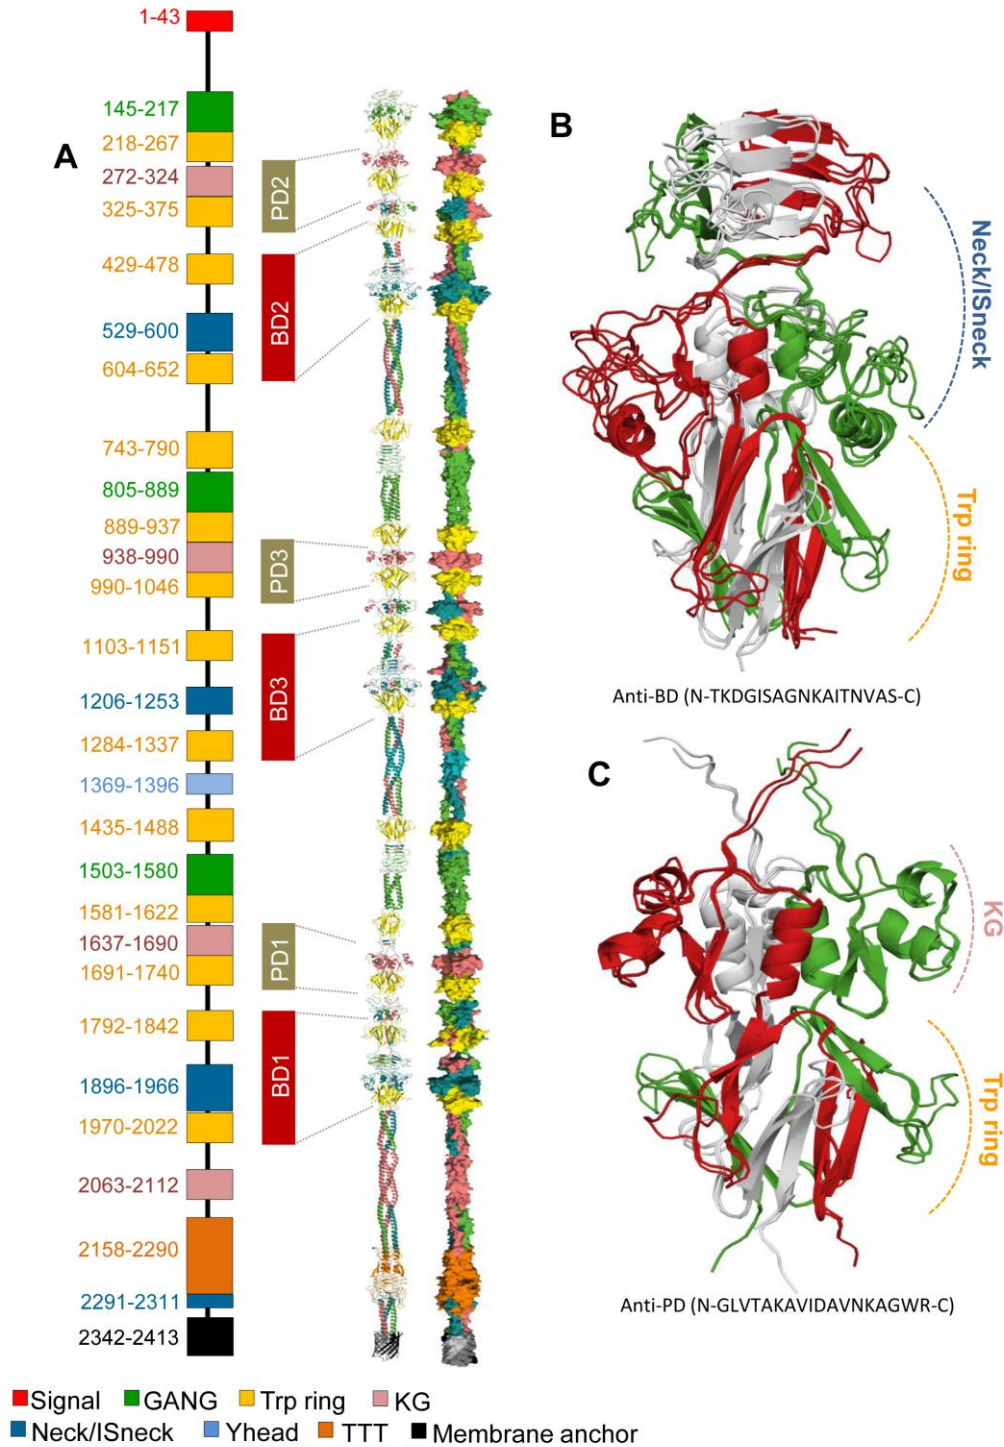 A
1-43
145-217
218-267
272-324
325-375
429-478
529-600
604-652
743-790
805-889
889-937
938-990
990-1046
1103-1151
1206-1253
1284-1337
1369-1396
1435-1488
1503-1580
1581-1622
1637-1690
1691-1740
1792-1842
1896-1966
1970-2022
2063-2112
2158-2290
2291-2311
2342-2413
PD2
BD2
PD3
BD3
PD1
BD1
B
Neck/ISneck
Trp ring
Anti-BD (N-TKDGISAGNKAITNVAS-C)
C
KG
Trp ring
Anti-PD (N-GLVTAKAVIDAVNKAGWR-C)
Signal GANG Trp ring KG
Neck/ISneck Yhead TTT Membrane anchor